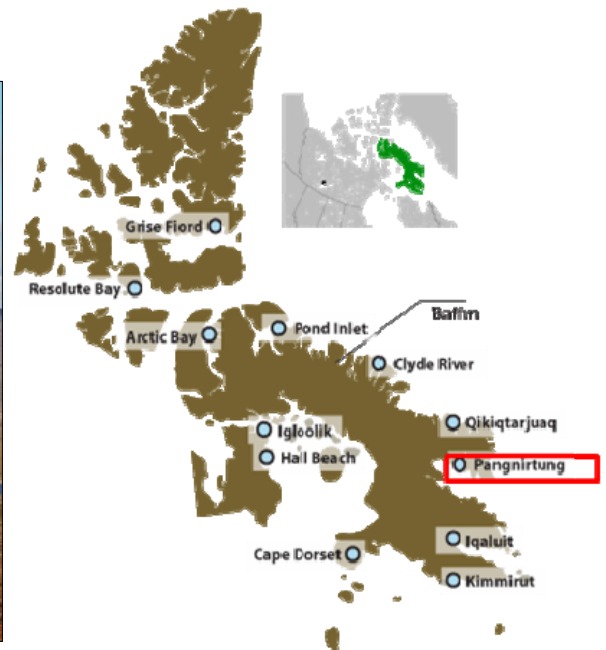 Grise Fiord
Resolute Bay
Baffin
Pond Inlet
Arctic Bay
Clyde River
Qikiqtarjuaq
Igloolik
Hall Beach
Pangnirtung
Iqaluit
Cape Dorset
Kimmirut